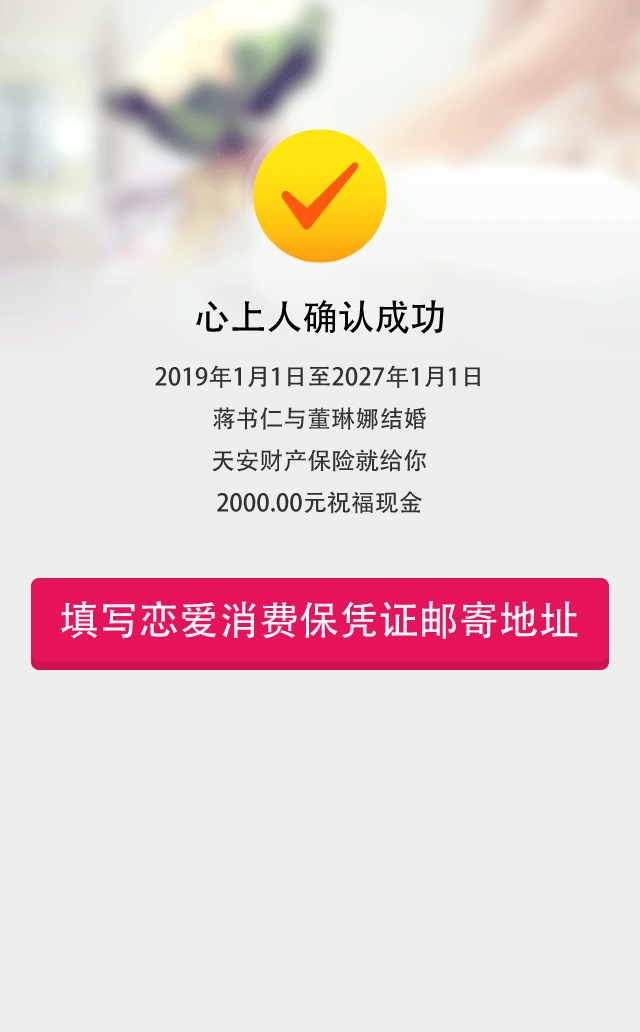 心上人确认成功
2019年1月1日至2027年1月1日
蒋书仁与董琳娜结婚
天安财产保险就给你
2000.00元祝福现金
填写恋爱消费保凭证邮寄地址